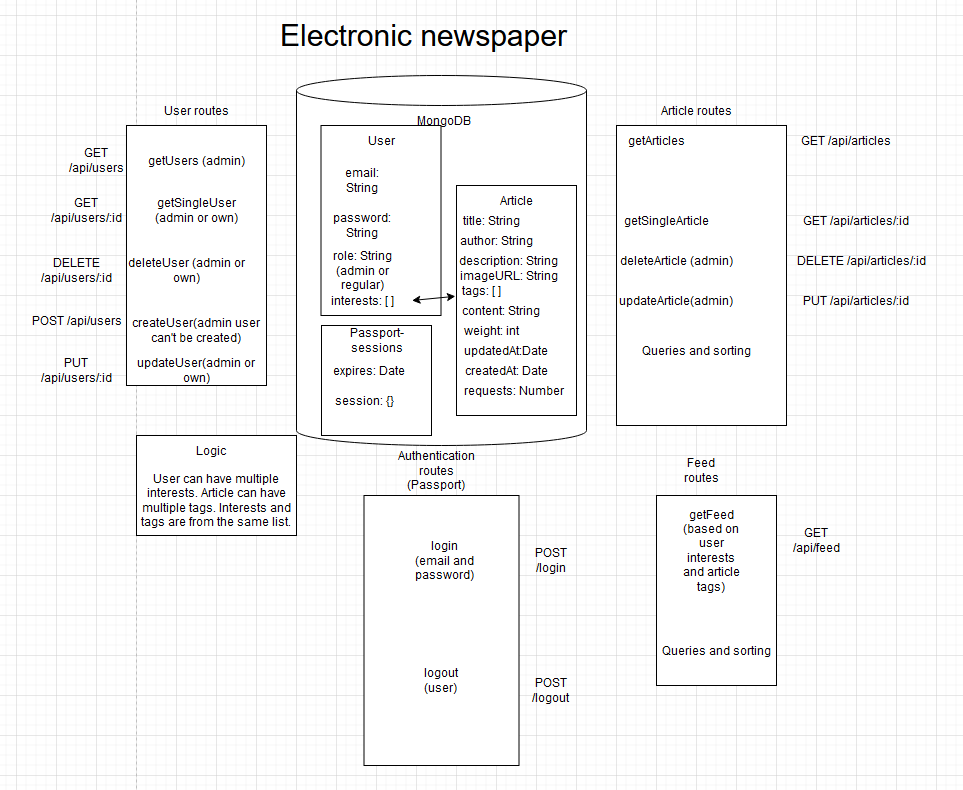 Electronic newspaper
User routes
GET
/api/users
getUsers (admin)
GET
/api/users/:id
getSingleUser
(admin or own)
DELETE
/api/users/:id
deleteUser (admin or
own)
POST /api/users
createUser(admin user
can't be created)
PUT
/api/users/:id
updateUser(admin or
own)
MongoDB
User
email:
String
password:
String
role: String
(admin or
regular)
interests: [ ]
Passport-
sessions
expires: Date
session: {}
Article
title: String
author: String
description: String
imageURL: String
tags: [ ]
content: String
weight: int
updatedAt:Date
createdAt: Date
requests: Number
Article routes
getArticles
GET /api/articles
getSingleArticle
GET /api/articles/:id
deleteArticle (admin)
DELETE /api/articles/:id
updateArticle(admin)
PUT /api/articles/:id
Queries and sorting
Logic
User can have multiple
interests. Article can have
multiple tags. Interests and
tags are from the same list.
Authentication
routes
(Passport)
login
(email and
password)
POST
/login
logout
(user)
POST
/logout
Feed
routes
getFeed
(based on
user
interests
and article
tags)
GET
/api/feed
Queries and sorting